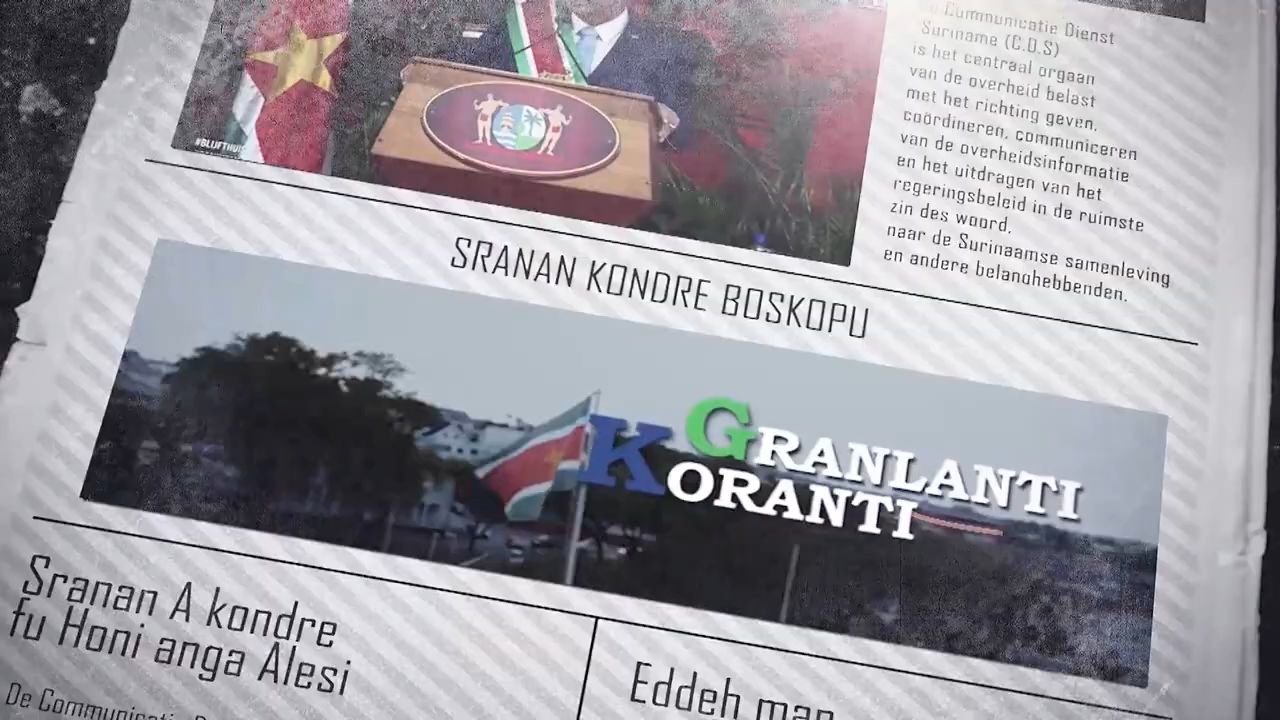 #BLUFTHUIS
Communicatie Dienst
Suriname (C.D.S)
is het centraal orgaan
van de overheid belast
met het richting geven,
coördineren, communiceren
van de overheidsinformatie
en het uitdragen van het
regeringsbeleid in de ruimste
zin des woord,
naar de Surinaamse samenleving
en andere belanghebbenden.
SRANAN KONDRE BOSKOPU
GRANLANTI
KORANTI
Sranan A kondre
fu Honi anga Alesi
De
Eddeh man